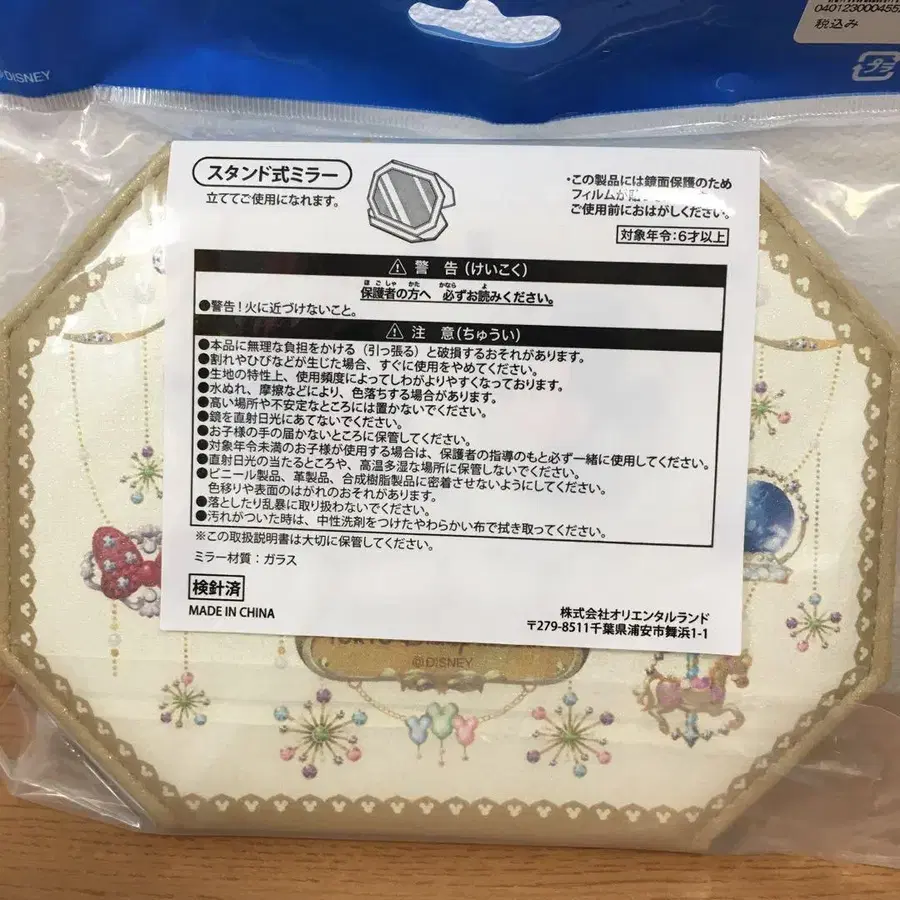 ©DISNEY
税込み
プラ
スタンド式ミラー
立ててご使用になれます。
・この製品には鏡面保護のため
フィルムが
ご使用前におはがしください。
対象年令:6才以上
⚠ 警 告(けいこく)
保護者の方へ 必ずお読みください。
ほごしゃ かた かなら よ
●警告!火に近づけないこと。
⚠ 注 意(ちゅうい)
●本品に無理な負担をかける(引っ張る)と破損するおそれがあります。
●割れやひびなどが生じた場合、すぐに使用をやめてください。
●生地の特性上、使用頻度によってしわがよりやすくなっております。
●水ぬれ、摩擦などにより、色落ちする場合があります。
●高い場所や不安定なところには置かないでください。
●鏡を直射日光にあてないでください。
●お子様の手の届かないところに保管してください。
●対象年令未満のお子様が使用する場合は、保護者の指導のもと必ず一緒に使用してください。
●直射日光の当たるところや、高温多湿な場所に保管しないでください。
●ビニール製品、革製品、合成樹脂製品に密着させないようにしてください。
色移りや表面のはがれのおそれがあります。
●落としたり乱暴に取り扱わないでください。
●汚れがついた時は、中性洗剤をつけたやわらかい布で拭き取ってください。
※この取扱説明書は大切に保管してください。
ミラー材質:ガラス
検針済
MADE IN CHINA
株式会社オリエンタルランド
〒279-8511千葉県浦安市舞浜1-1
©DISNEY